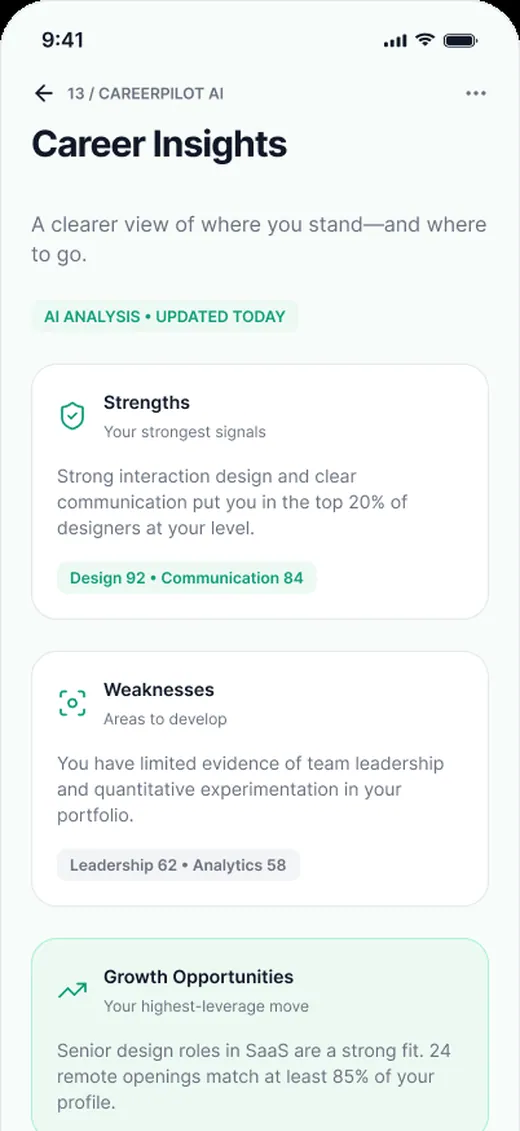 9:41
13 / CAREERPILOT AI
Career Insights
A clearer view of where you stand—and where
to go.
AI ANALYSIS • UPDATED TODAY
Strengths
Your strongest signals
Strong interaction design and clear
communication put you in the top 20% of
designers at your level.
Design 92 • Communication 84
Weaknesses
Areas to develop
You have limited evidence of team leadership
and quantitative experimentation in your
portfolio.
Leadership 62 • Analytics 58
Growth Opportunities
Your highest-leverage move
Senior design roles in SaaS are a strong fit. 24
remote openings match at least 85% of your
profile.